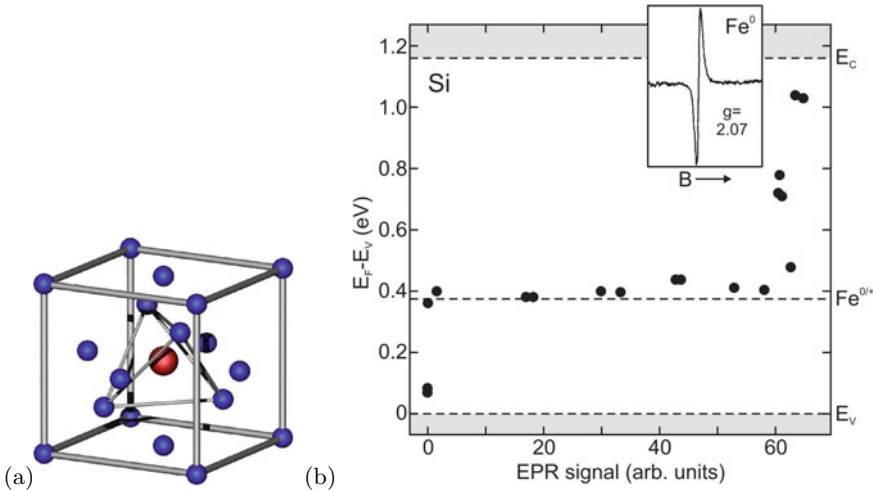 (a)
(b)
E_F-E_V (eV)
1.2
1.0
0.8
0.6
0.4
0.2
0
Si
Fe⁰
g=
2.07
B
E_C
Fe^0/+
E_V
0
20
40
60
EPR signal (arb. units)